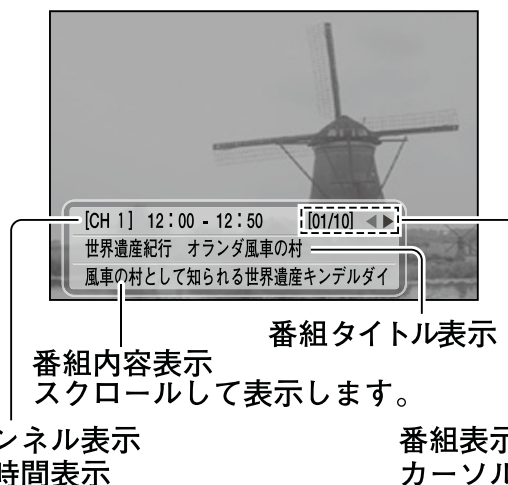 [CH 1] 12：00 - 12：50 [01/10] ◀▶
世界遺産紀行 オランダ風車の村
風車の村として知られる世界遺産キンデルダイ
番組タイトル表示
番組内容表示
スクロールして表示します。
ンネル表示
時間表示
番組表示
カーソル